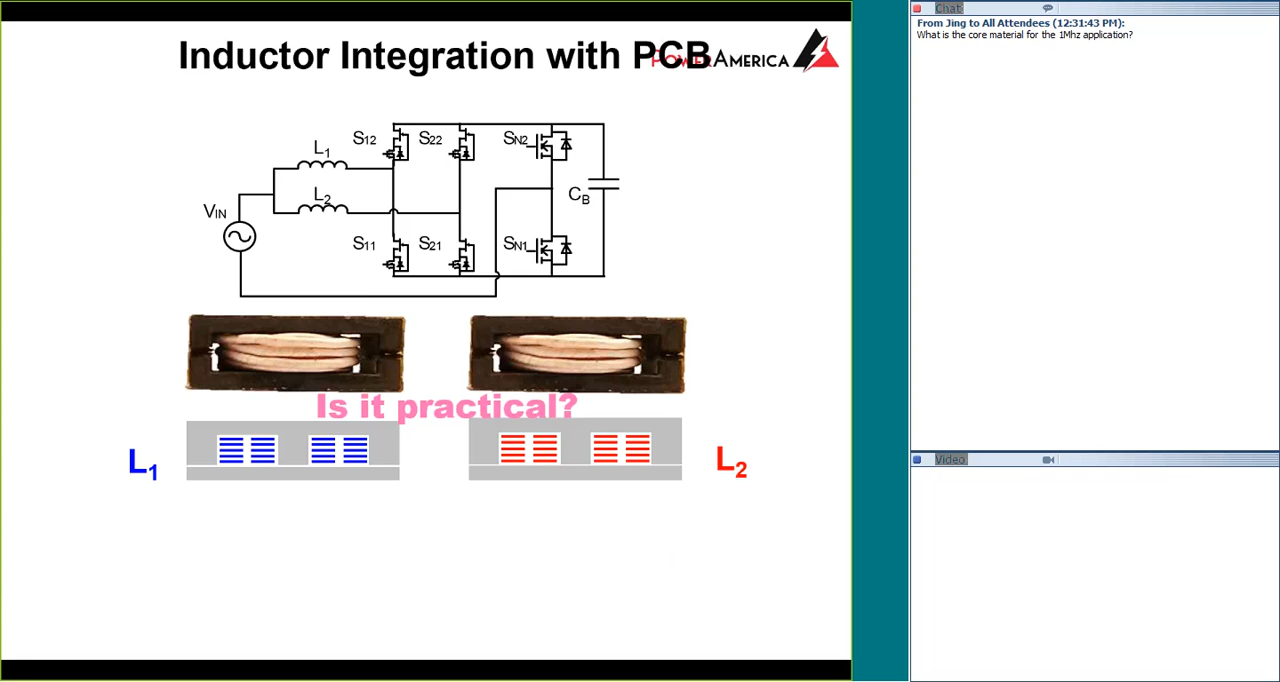 Inductor Integration with PCB
POWERAMERICA
S12
S22
SN2
L1
L2
CB
VIN
S11
S21
SN1
Is it practical?
L1
L2
Chat
From Jing to All Attendees (12:31:43 PM):
What is the core material for the 1Mhz application?
Video